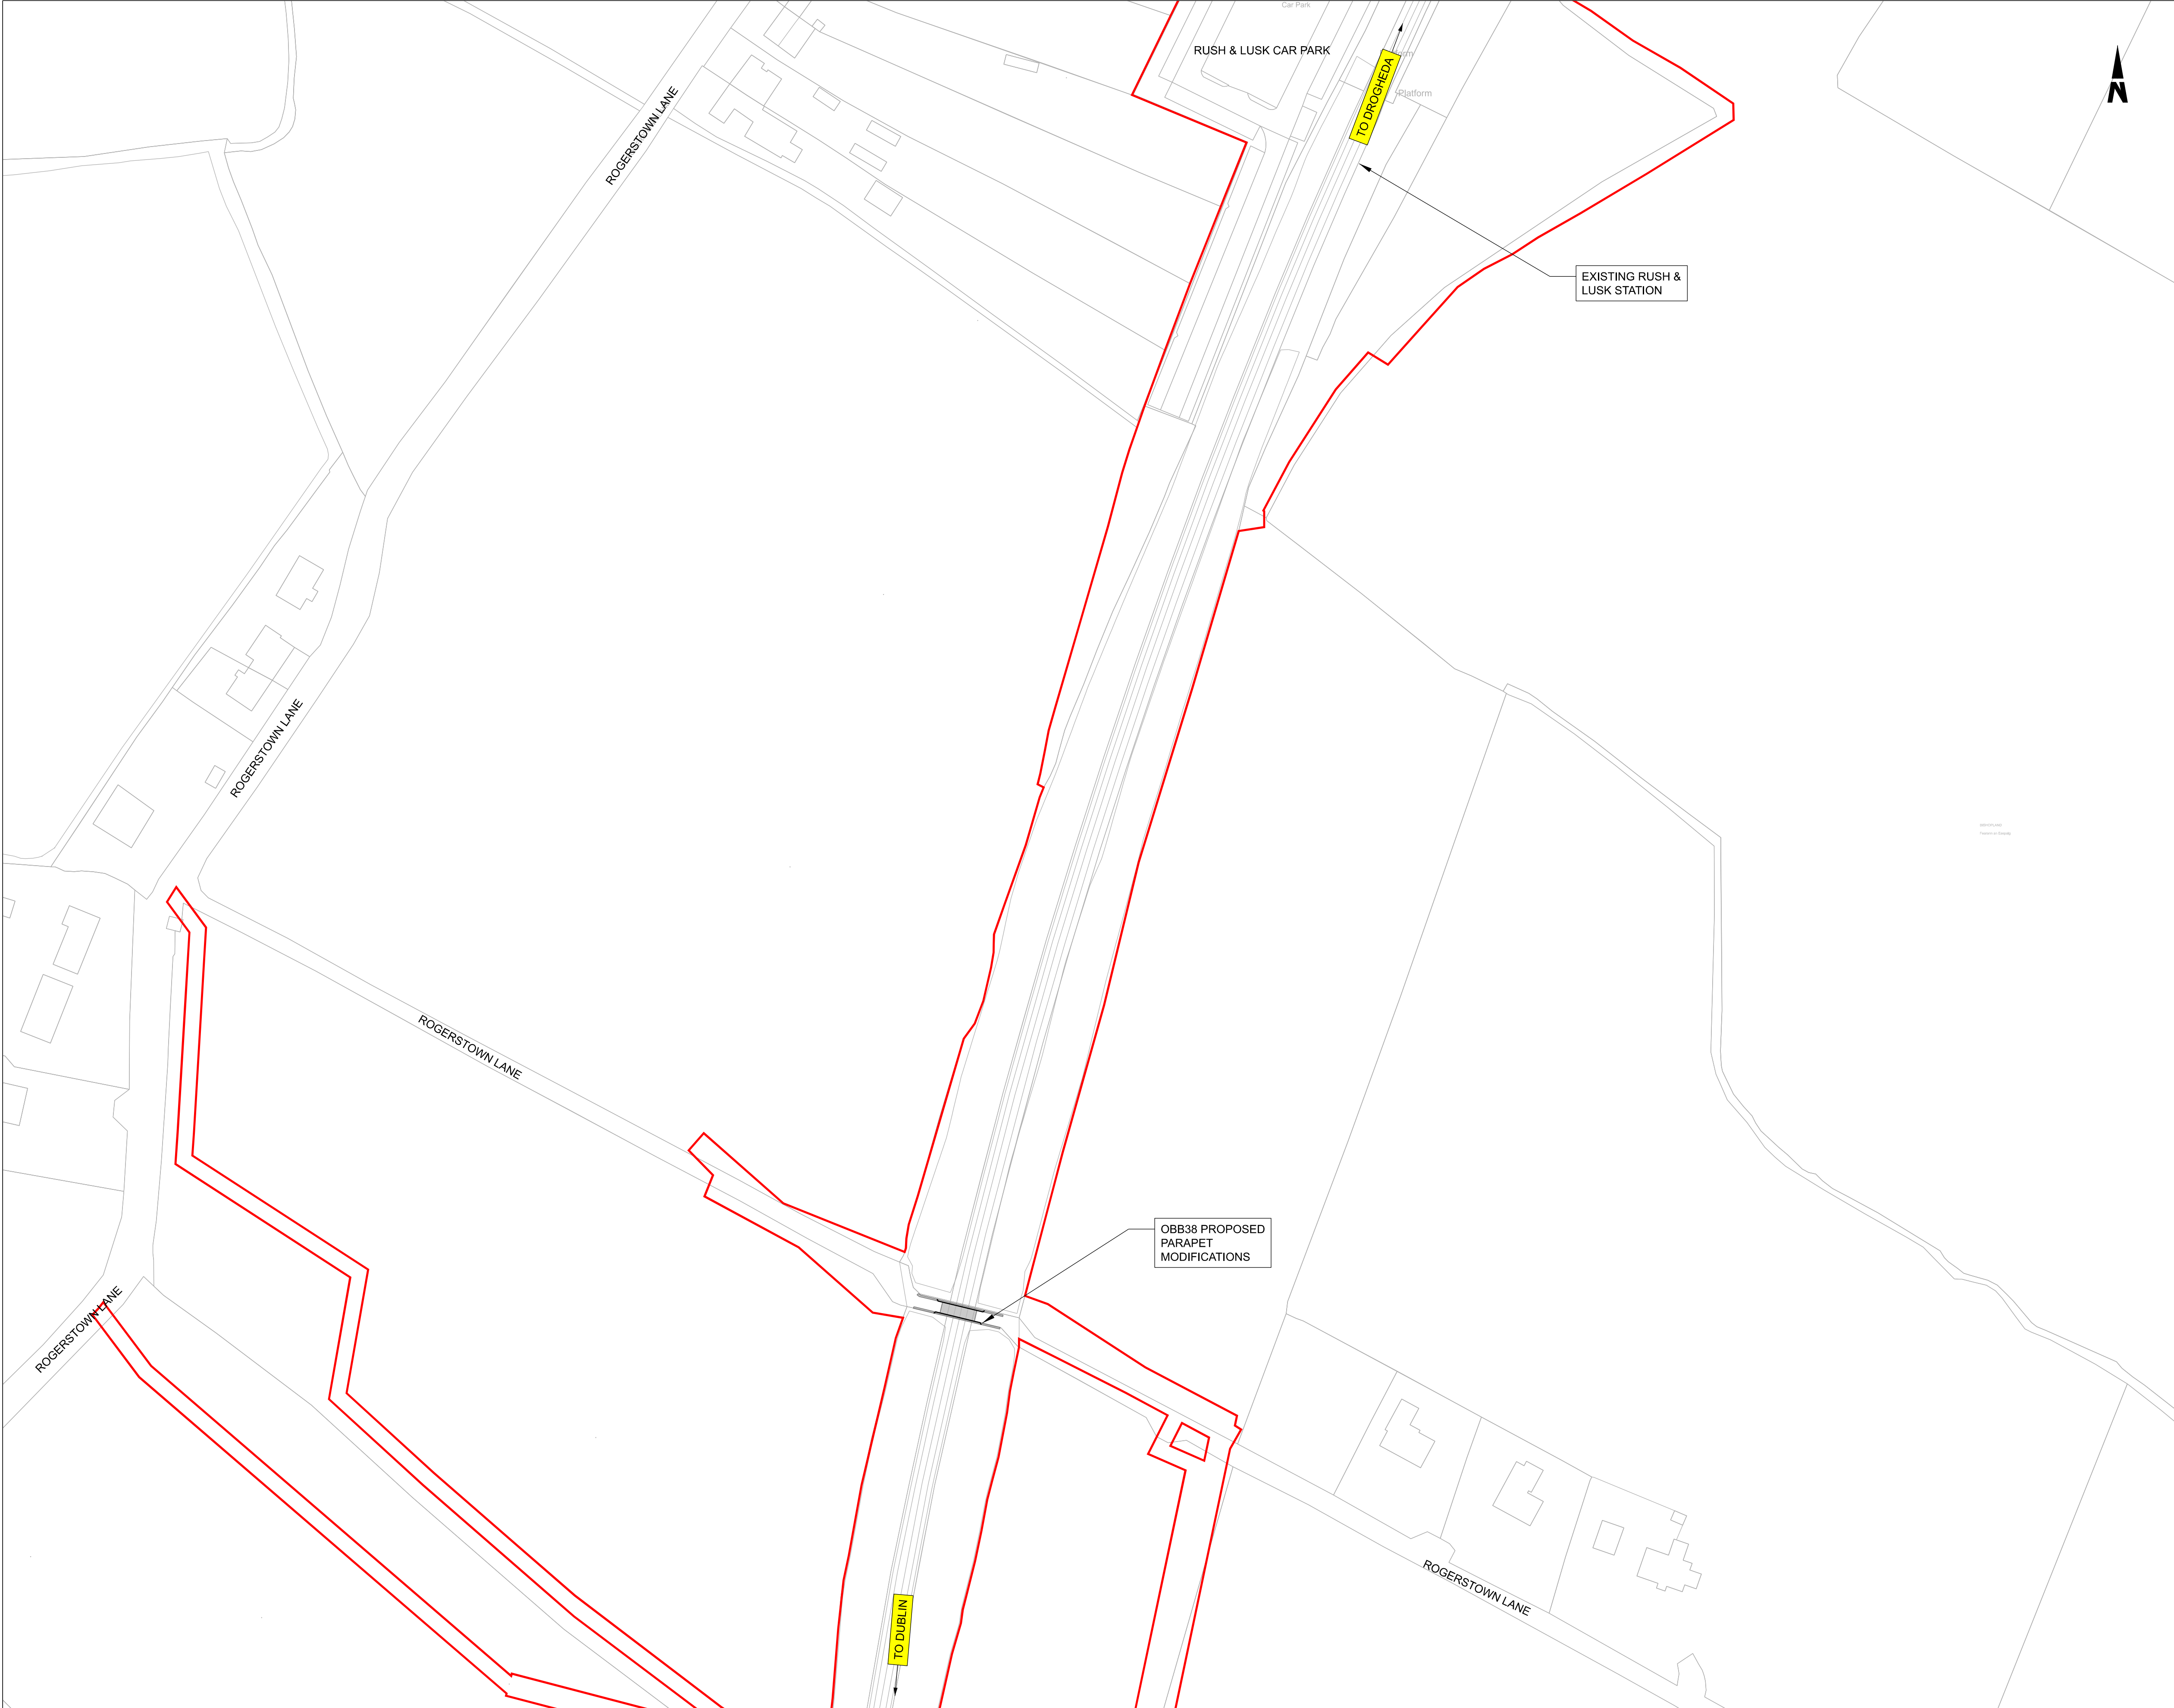 Car Park
RUSH & LUSK CAR PARK
TO DROGHEDA
Platform
N
ROGERSTOWN LANE
EXISTING RUSH &
LUSK STATION
ROGERSTOWN LANE
ROGERSTOWN LANE
OBB38 PROPOSED
PARAPET
MODIFICATIONS
ROGERSTOWN LANE
ROGERSTOWN LANE
TO DUBLIN